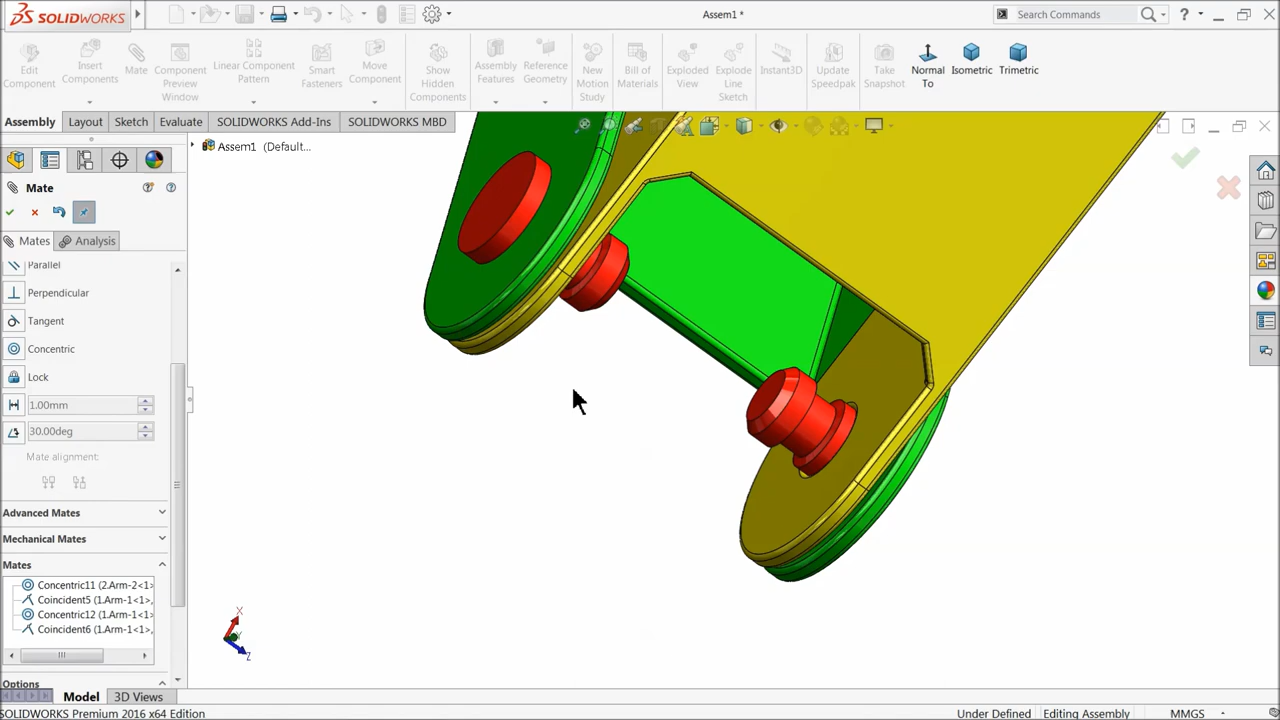 SOLIDWORKS
Assem1 *
Search Commands
?
Edit Component
Insert Components
Mate
Component Preview Window
Linear Component Pattern
Smart Fasteners
Move Component
Show Hidden Components
Assembly Features
Reference Geometry
New Motion Study
Bill of Materials
Exploded View
Explode Line Sketch
Instant3D
Update Speedpak
Take Snapshot
Normal To
Isometric
Trimetric
Assembly
Layout
Sketch
Evaluate
SOLIDWORKS Add-Ins
SOLIDWORKS MBD
Assem1 (Default...
Mate
Mates
Analysis
Parallel
Perpendicular
Tangent
Concentric
Lock
1.00mm
30.00deg
Mate alignment:
Advanced Mates
Mechanical Mates
Mates
Concentric11 (2.Arm-2<1>
Coincident5 (1.Arm-1<1>,
Concentric12 (1.Arm-1<1>
Coincident6 (1.Arm-1<1>,
Options
X
Z
Model
3D Views
SOLIDWORKS Premium 2016 x64 Edition
Under Defined
Editing Assembly
MMGS